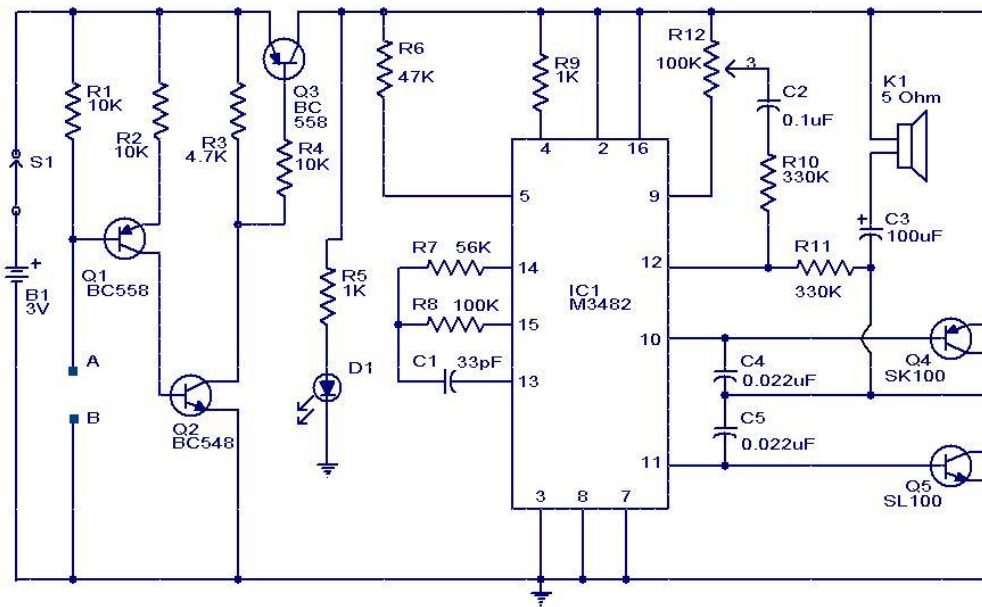 R1
10K
R2
10K
R3
4.7K
Q3
BC
558
R4
10K
R6
47K
R9
1K
R12
100K
3
C2
0.1uF
K1
5 Ohm
S1
4
2
16
R10
330K
5
9
+
C3
100uF
Q1
BC558
+
B1
3V
R5
1K
R7
56K
14
R8
100K
15
C1
33pF
13
IC1
M3482
12
R11
330K
10
Q4
SK100
C4
0.022uF
C5
0.022uF
11
Q5
SL100
A
B
Q2
BC548
D1
3
8
7